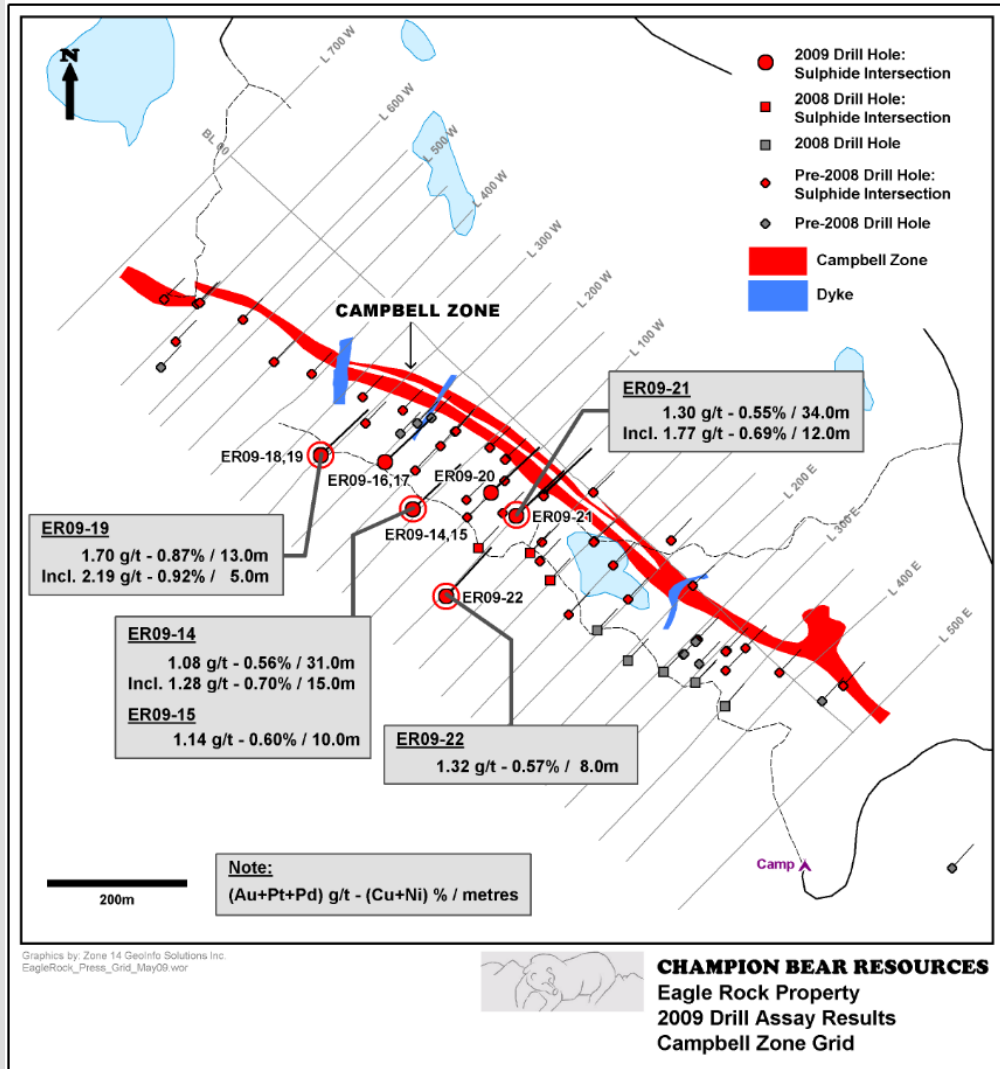 N
L 700 W
L 600 W
L 500 W
L 400 W
L 300 W
L 200 W
L 100 W
BL 00
L 200 E
L 300 E
L 400 E
L 500 E
2009 Drill Hole:
Sulphide Intersection
2008 Drill Hole:
Sulphide Intersection
2008 Drill Hole
Pre-2008 Drill Hole:
Sulphide Intersection
Pre-2008 Drill Hole
Campbell Zone
Dyke
CAMPBELL ZONE
ER09-21
1.30 g/t - 0.55% / 34.0m
Incl. 1.77 g/t - 0.69% / 12.0m
ER09-18,19
ER09-16,17
ER09-20
ER09-21
ER09-14,15
ER09-22
ER09-19
1.70 g/t - 0.87% / 13.0m
Incl. 2.19 g/t - 0.92% / 5.0m
ER09-14
1.08 g/t - 0.56% / 31.0m
Incl. 1.28 g/t - 0.70% / 15.0m
ER09-15
1.14 g/t - 0.60% / 10.0m
ER09-22
1.32 g/t - 0.57% / 8.0m
Camp
200m
Note:
(Au+Pt+Pd) g/t - (Cu+Ni) % / metres
Graphics by: Zone 14 GeoInfo Solutions Inc.
EagleRock_Press_Grid_May09.wor
CHAMPION BEAR RESOURCES
Eagle Rock Property
2009 Drill Assay Results
Campbell Zone Grid